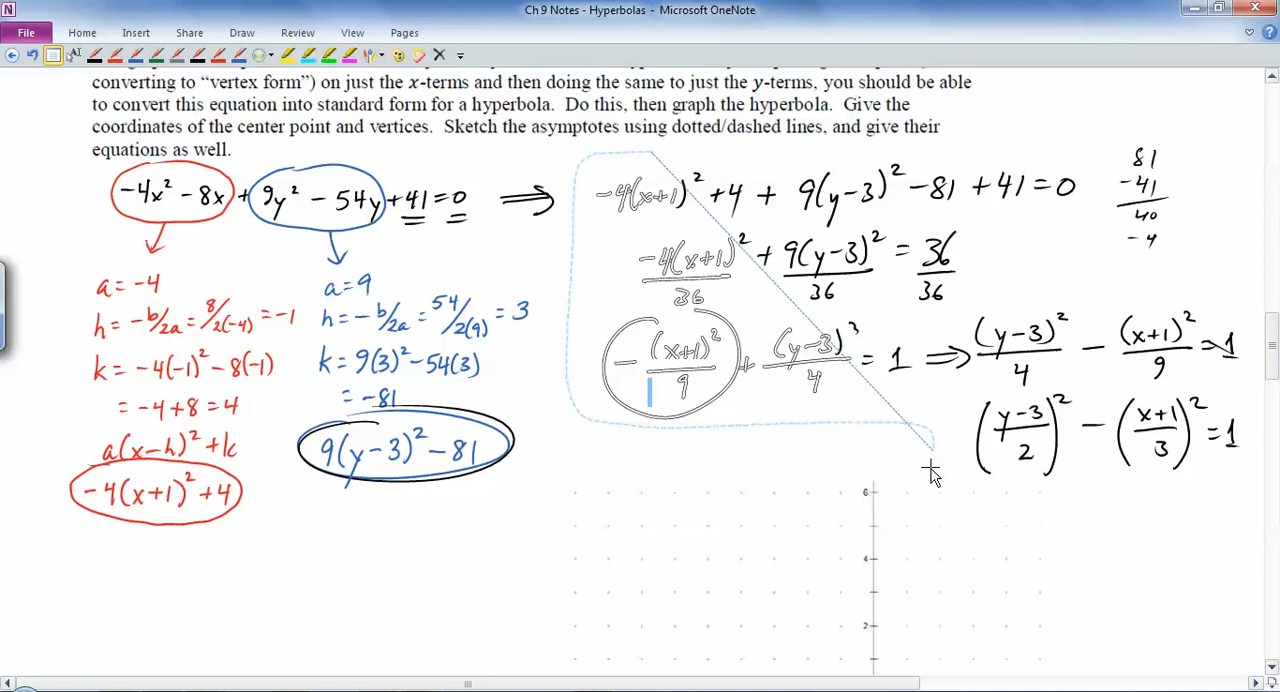 Ch 9 Notes - Hyperbolas - Microsoft OneNote
File Home Insert Share Draw Review View Pages
converting to “vertex form”) on just the x-terms and then doing the same to just the y-terms, you should be able
to convert this equation into standard form for a hyperbola. Do this, then graph the hyperbola. Give the
coordinates of the center point and vertices. Sketch the asymptotes using dotted/dashed lines, and give their
equations as well.
-4x² - 8x + 9y² - 54y + 41 = 0 ⟹ -4(x+1)² + 4 + 9(y-3)² - 81 + 41 = 0
a = -4
h = -b/2a = 8/2(-4) = -1
k = -4(-1)² - 8(-1)
= -4 + 8 = 4
a(x-h)² + k
-4(x+1)² + 4
a = 9
h = -b/2a = 54/2(9) = 3
k = 9(3)² - 54(3)
= -81
9(y-3)² - 81
-4(x+1)²/36 + 9(y-3)²/36 = 36/36
-(x+1)²/9 + (y-3)³/4 = 1 ⟹ (y-3)²/4 - (x+1)²/9 = 1
((y-3)/2)² - ((x+1)/3)² = 1
81
-41
40
-4
6
4
2